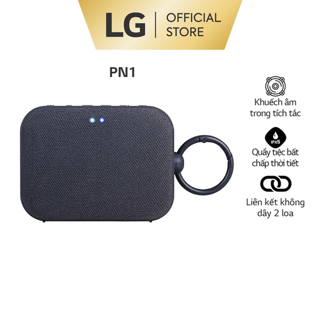 LG OFFICIAL
STORE
PN1
Khuếch âm
trong tích tắc
IPX5
Quẩy tiệc bất
chấp thời tiết
Liên kết không
dây 2 loa